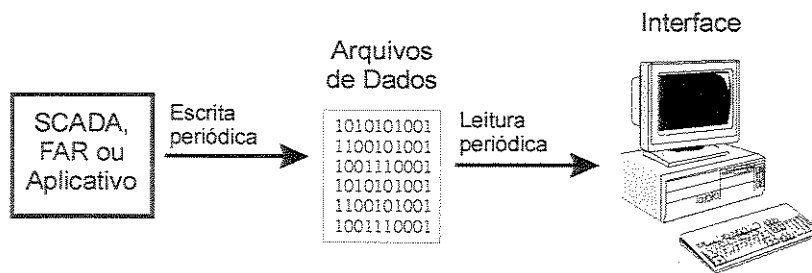 Interface
Arquivos
de Dados
SCADA,
FAR ou
Aplicativo
Escrita
periódica
1010101001
1100101001
1001110001
1010101001
1100101001
1001110001
Leitura
periódica